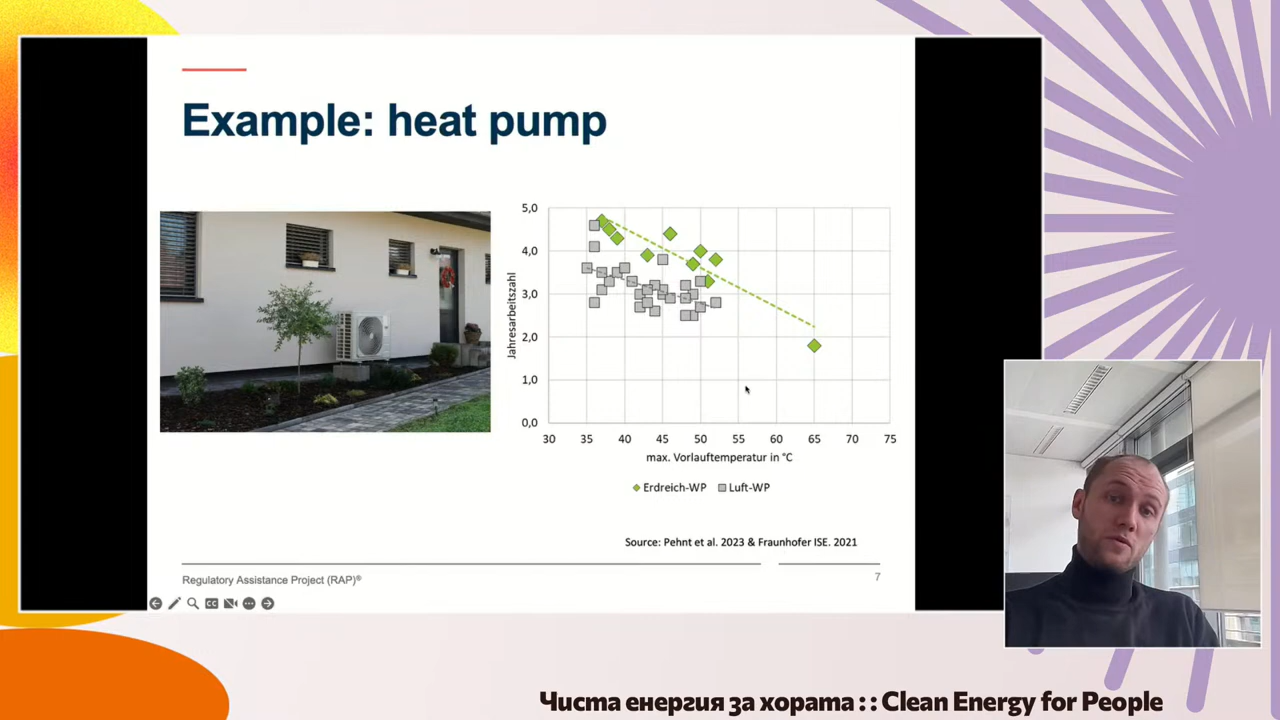 Example: heat pump
5,0
4,0
3,0
2,0
1,0
0,0
Jahresarbeitszahl
30 35 40 45 50 55 60 65 70 75
max. Vorlauftemperatur in °C
Erdreich-WP Luft-WP
Source: Pehnt et al. 2023 & Fraunhofer ISE. 2021
Regulatory Assistance Project (RAP)®
7
CC
Чиста енергия за хората :: Clean Energy for People